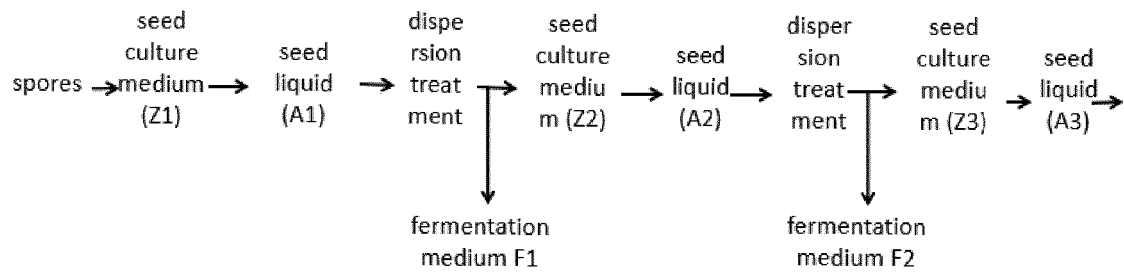 spores
seed
culture
medium
(Z1)
seed
liquid
(A1)
dispe
rsion
treat
ment
seed
culture
mediu
m (Z2)
seed
liquid
(A2)
disper
sion
treat
ment
seed
culture
mediu
m (Z3)
seed
liquid
(A3)
fermentation
medium F1
fermentation
medium F2